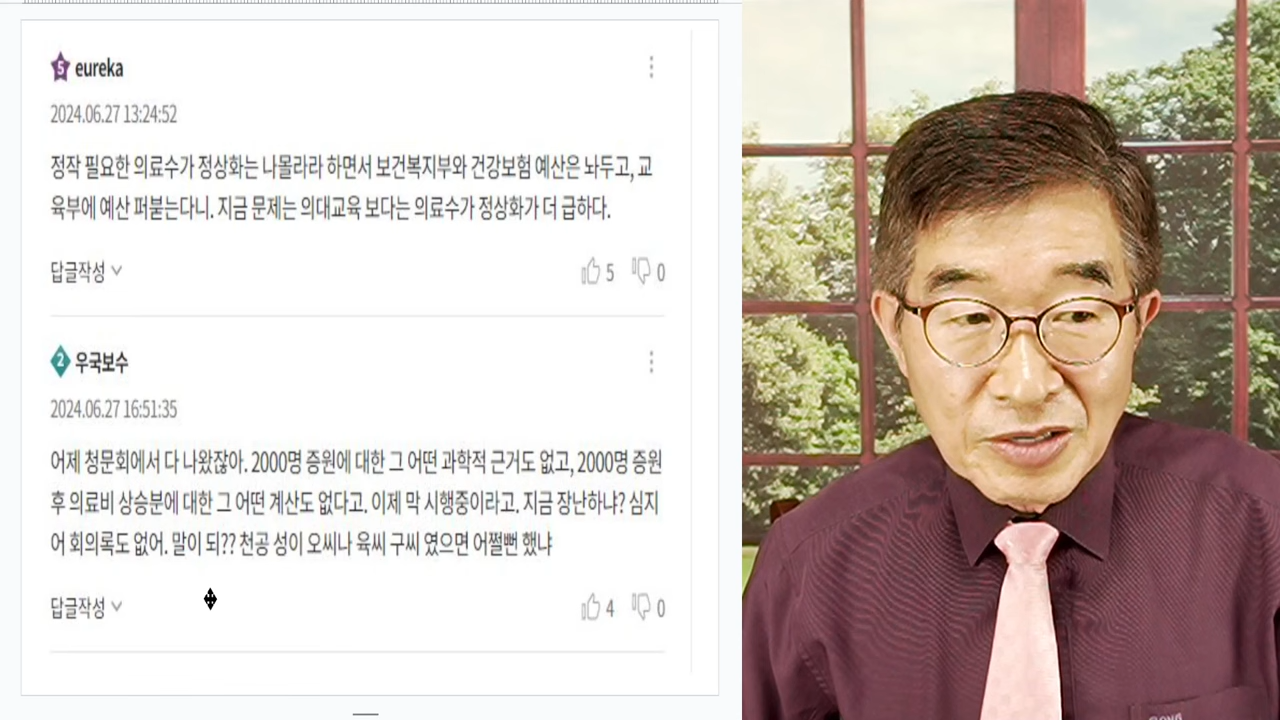 5 eureka
2024.06.27 13:24:52
정작 필요한 의료수가 정상화는 나몰라라 하면서 보건복지부와 건강보험 예산은 놔두고, 교
육부에 예산 퍼붇는다니. 지금 문제는 의대교육 보다는 의료수가 정상화가 더 급하다.
답글작성 5 0
2 우국보수
2024.06.27 16:51:35
어제 청문회에서 다 나왔잖아. 2000명 증원에 대한 그 어떤 과학적 근거도 없고, 2000명 증원
후 의료비 상승분에 대한 그 어떤 계산도 없다고. 이제 막 시행중이라고. 지금 장난하냐? 심지
어 회의록도 없어. 말이 되?? 천공 성이 오씨나 육씨 구씨 였으면 어쩔뻔 했냐
답글작성 4 0